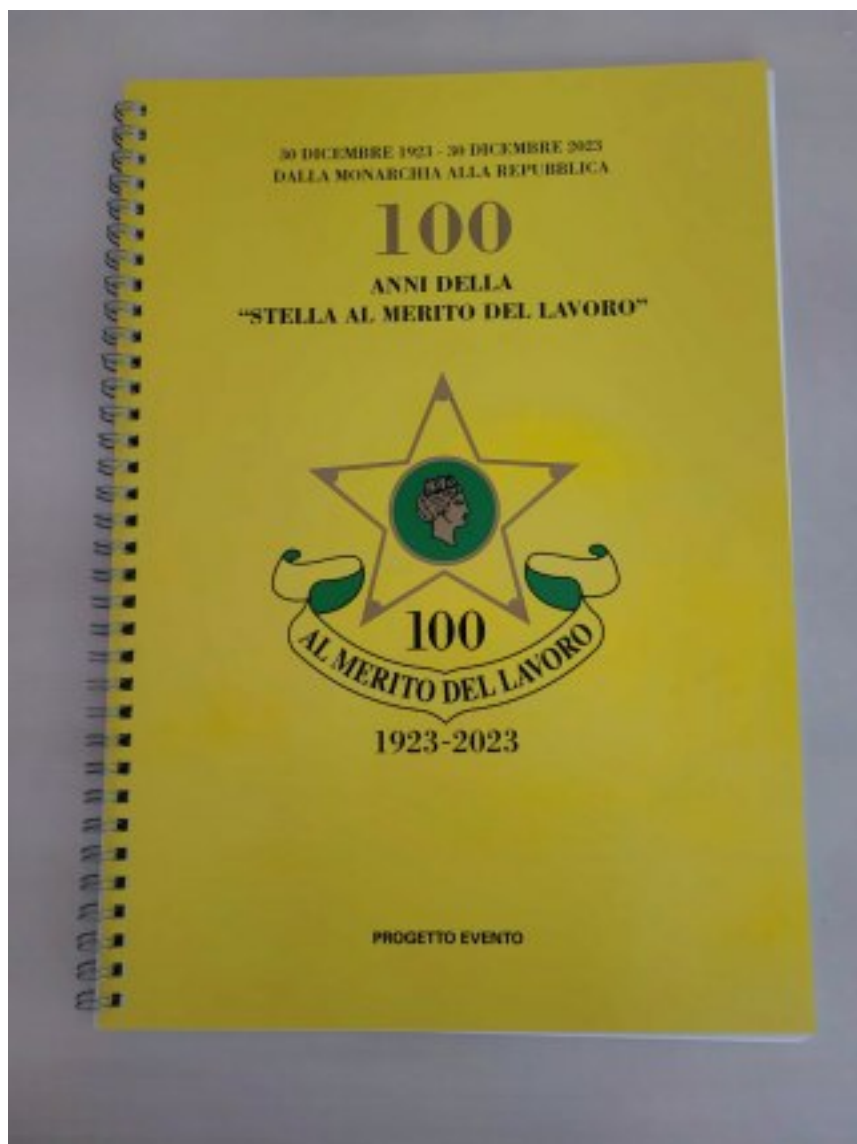 30 DICEMBRE 1923 - 30 DICEMBRE 2023
DALLA MONARCHIA ALLA REPUBBLICA
100
ANNI DELLA
“STELLA AL MERITO DEL LAVORO”
100
AL MERITO DEL LAVORO
1923-2023
PROGETTO EVENTO